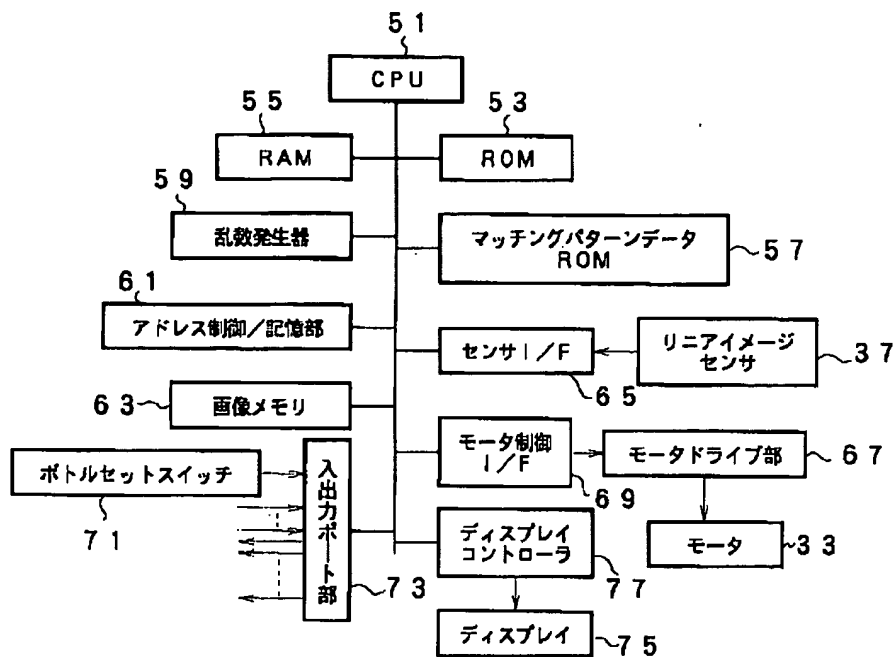 ５１
CPU
５５
RAM
５３
ROM
５９
乱数発生器
マッチングパターンデータ
ROM
５７
６１
アドレス制御／記憶部
センサＩ／F
６５
リニアイメージ
センサ
３７
６３
画像メモリ
モータ制御
Ｉ／F
６９
モータドライブ部
６７
ボトルセットスイッチ
７１
入出力ポート部
７３
モータ
３３
ディスプレイ
コントローラ
７７
ディスプレイ
７５